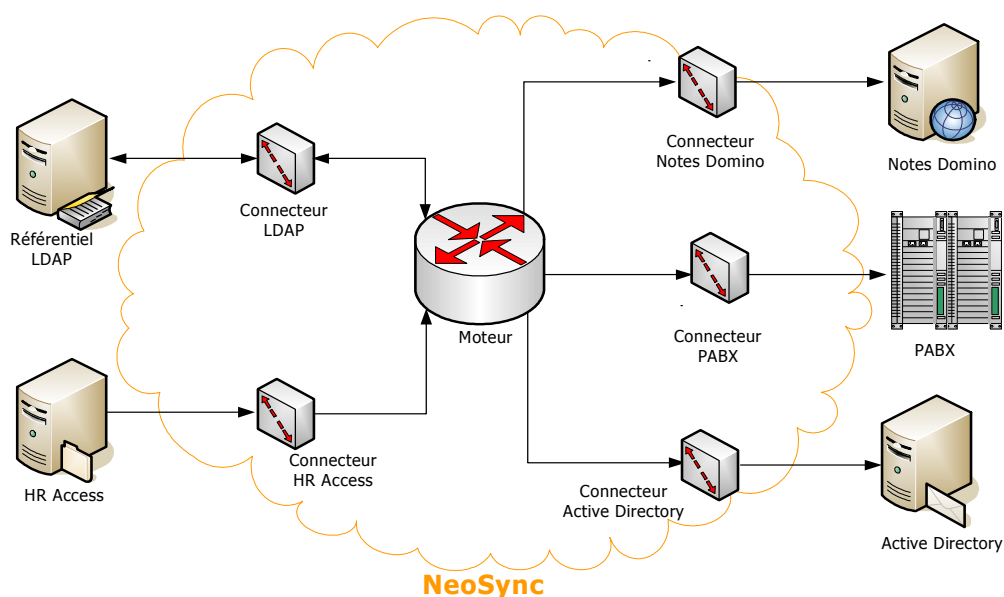 Connecteur
Notes Domino
Notes Domino
Connecteur
LDAP
Référentiel
LDAP
Moteur
Connecteur
PABX
PABX
Connecteur
HR Access
HR Access
Connecteur
Active Directory
Active Directory
NeoSync